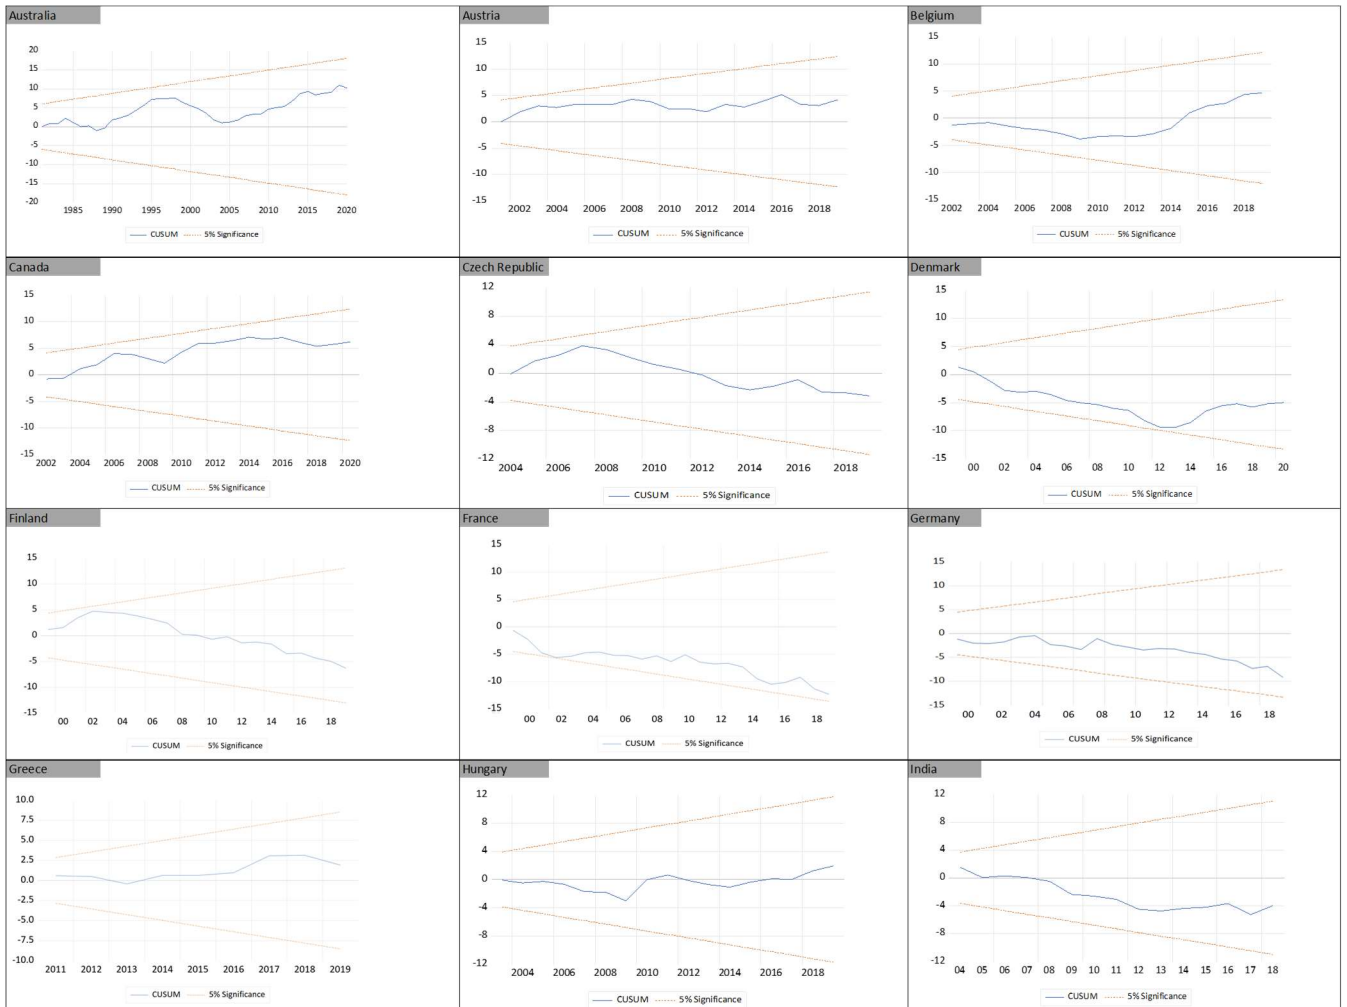 Australia
20
15
10
5
0
-5
-10
-15
-20
1985 1990 1995 2000 2005 2010 2015 2020
CUSUM 5% Significance
Austria
15
10
5
0
-5
-10
-15
2002 2004 2006 2008 2010 2012 2014 2016 2018
CUSUM 5% Significance
Belgium
15
10
5
0
-5
-10
-15
2002 2004 2006 2008 2010 2012 2014 2016 2018
CUSUM 5% Significance
Canada
15
10
5
0
-5
-10
-15
2002 2004 2006 2008 2010 2012 2014 2016 2018 2020
CUSUM 5% Significance
Czech Republic
12
8
4
0
-4
-8
-12
2004 2006 2008 2010 2012 2014 2016 2018
CUSUM 5% Significance
Denmark
15
10
5
0
-5
-10
-15
00 02 04 06 08 10 12 14 16 18 20
CUSUM 5% Significance
Finland
15
10
5
0
-5
-10
-15
00 02 04 06 08 10 12 14 16 18
CUSUM 5% Significance
France
15
10
5
0
-5
-10
-15
00 02 04 06 08 10 12 14 16 18
CUSUM 5% Significance
Germany
15
10
5
0
-5
-10
-15
00 02 04 06 08 10 12 14 16 18
CUSUM 5% Significance
Greece
10.0
7.5
5.0
2.5
0.0
-2.5
-5.0
-7.5
-10.0
2011 2012 2013 2014 2015 2016 2017 2018 2019
CUSUM 5% Significance
Hungary
12
8
4
0
-4
-8
-12
2004 2006 2008 2010 2012 2014 2016 2018
CUSUM 5% Significance
India
12
8
4
0
-4
-8
-12
04 05 06 07 08 09 10 11 12 13 14 15 16 17 18
CUSUM 5% Significance